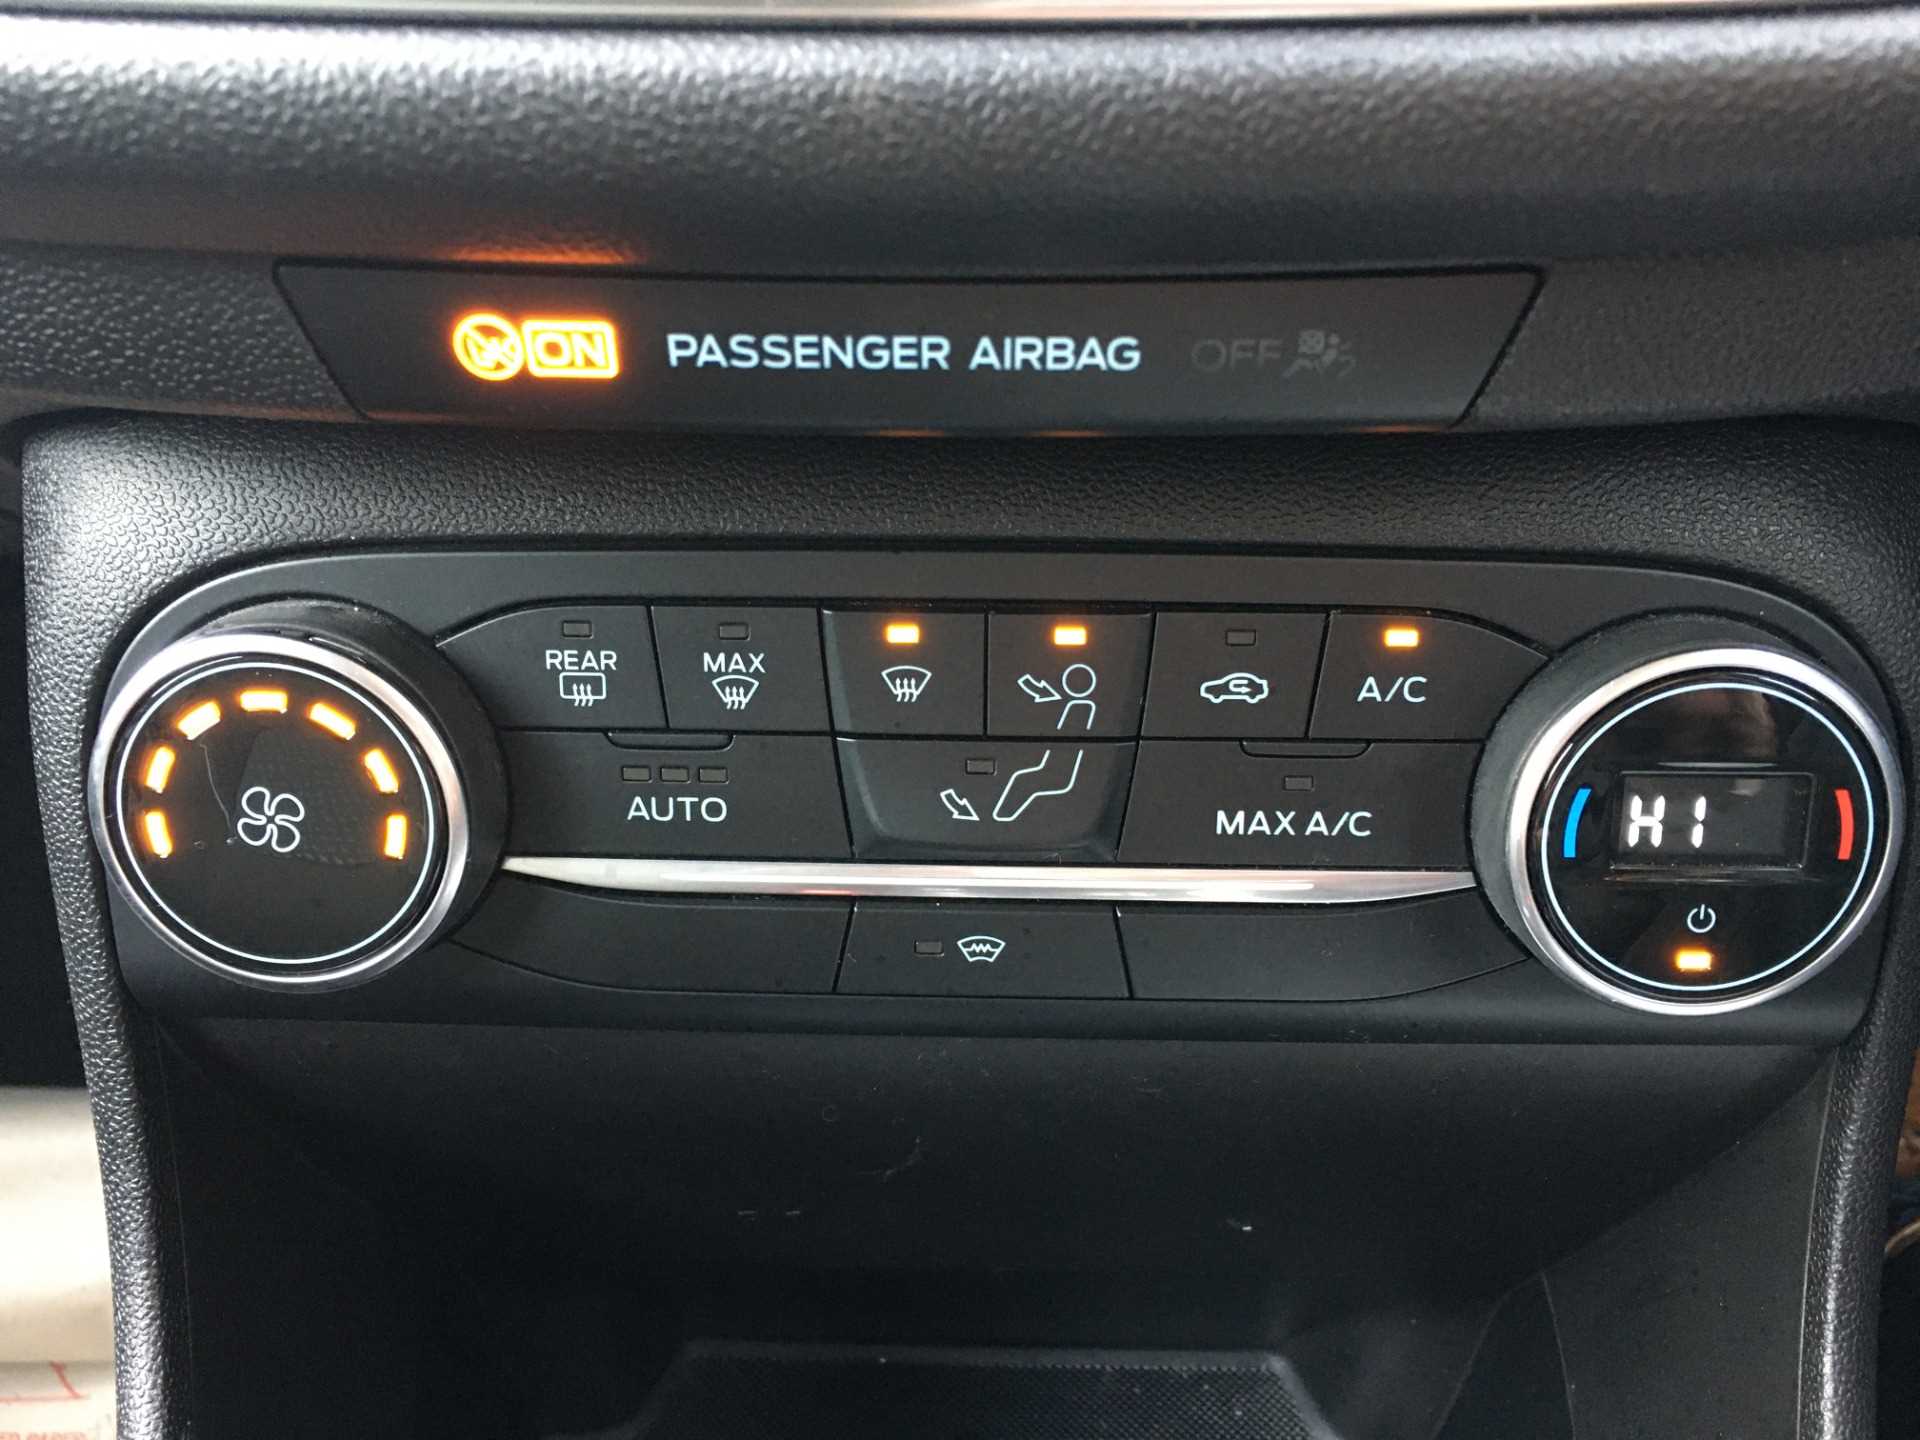 ON PASSENGER AIRBAG OFF
REAR MAX
A/C
AUTO MAX A/C
HI